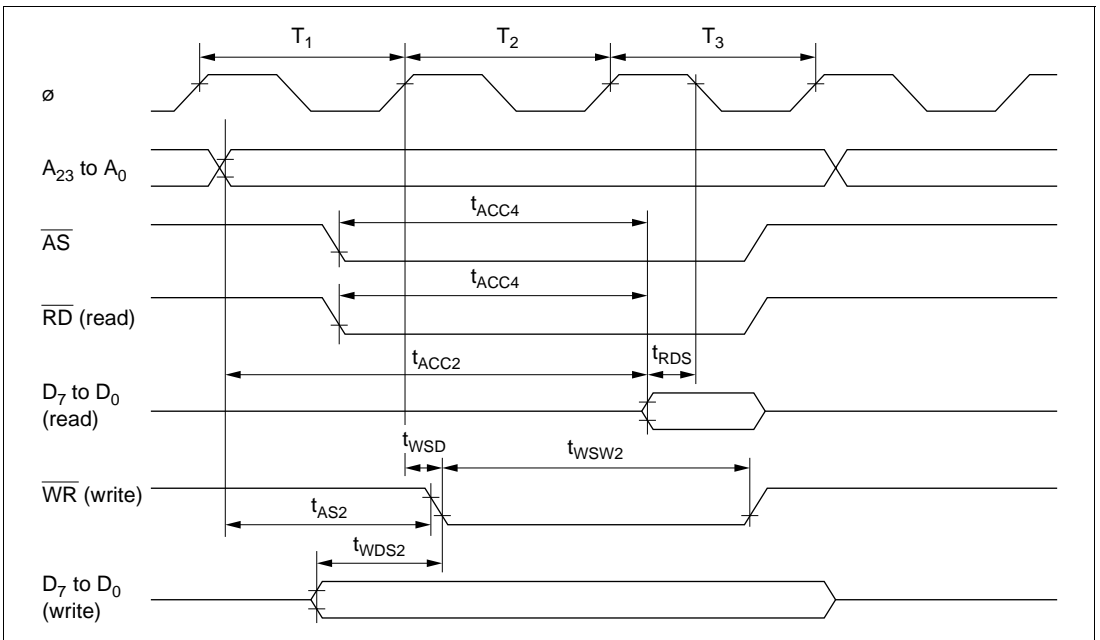 T₁ T₂ T₃
ø
A₂₃ to A₀
tACC4
AS
tACC4
RD (read)
tACC2 tRDS
D₇ to D₀
(read)
tWSD tWSW2
WR (write)
tAS2
tWDS2
D₇ to D₀
(write)